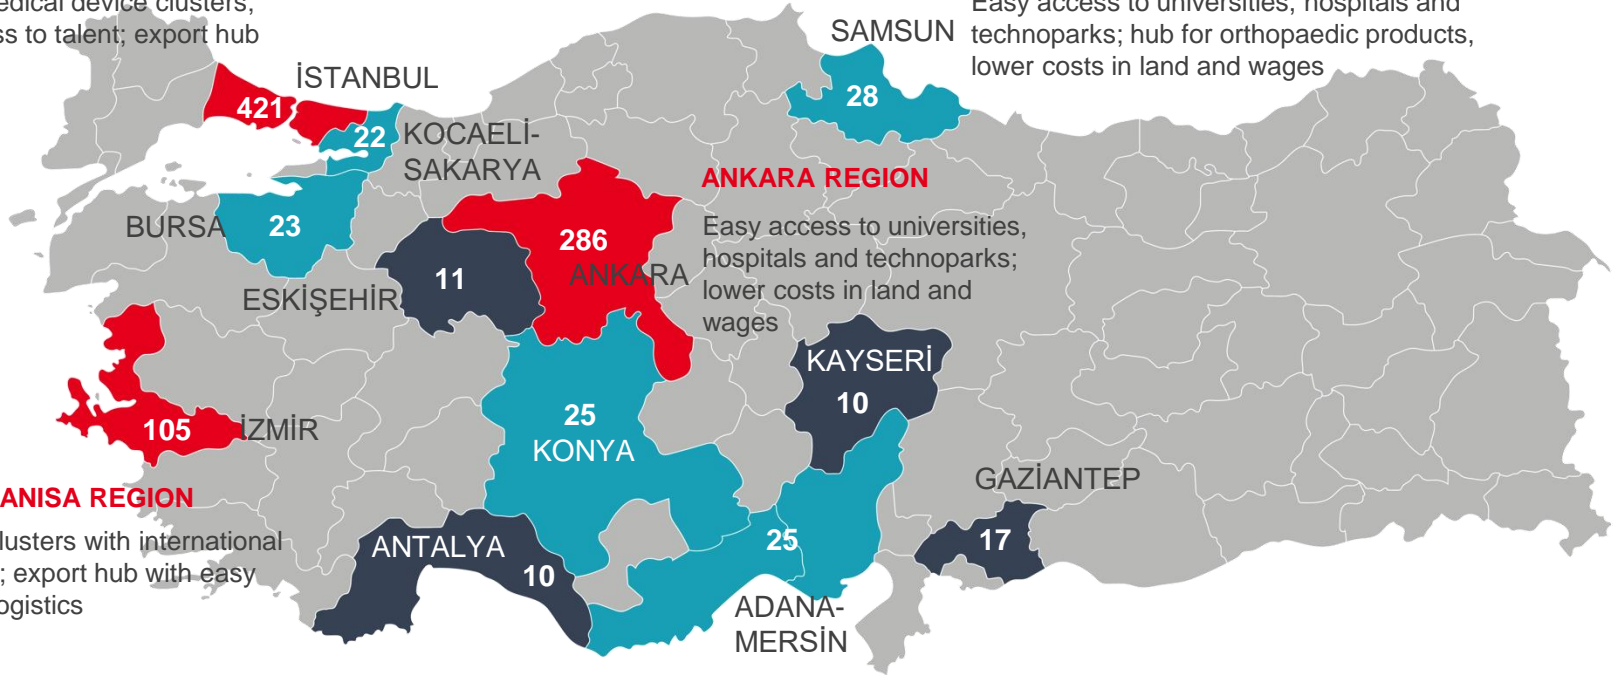 edical device clusters,
ss to talent; export hub
Easy access to universities, hospitals and
technoparks; hub for orthopaedic products,
lower costs in land and wages
SAMSUN
28
İSTANBUL
421
22
KOCAELİ-
SAKARYA
ANKARA REGION
Easy access to universities,
hospitals and technoparks;
lower costs in land and
wages
BURSA
23
286
ANKARA
11
ESKİŞEHİR
KAYSERİ
10
105
İZMİR
25
KONYA
ANISA REGION
lusters with international
; export hub with easy
ogistics
ANTALYA
10
25
ADANA-
MERSİN
GAZİANTEP
17